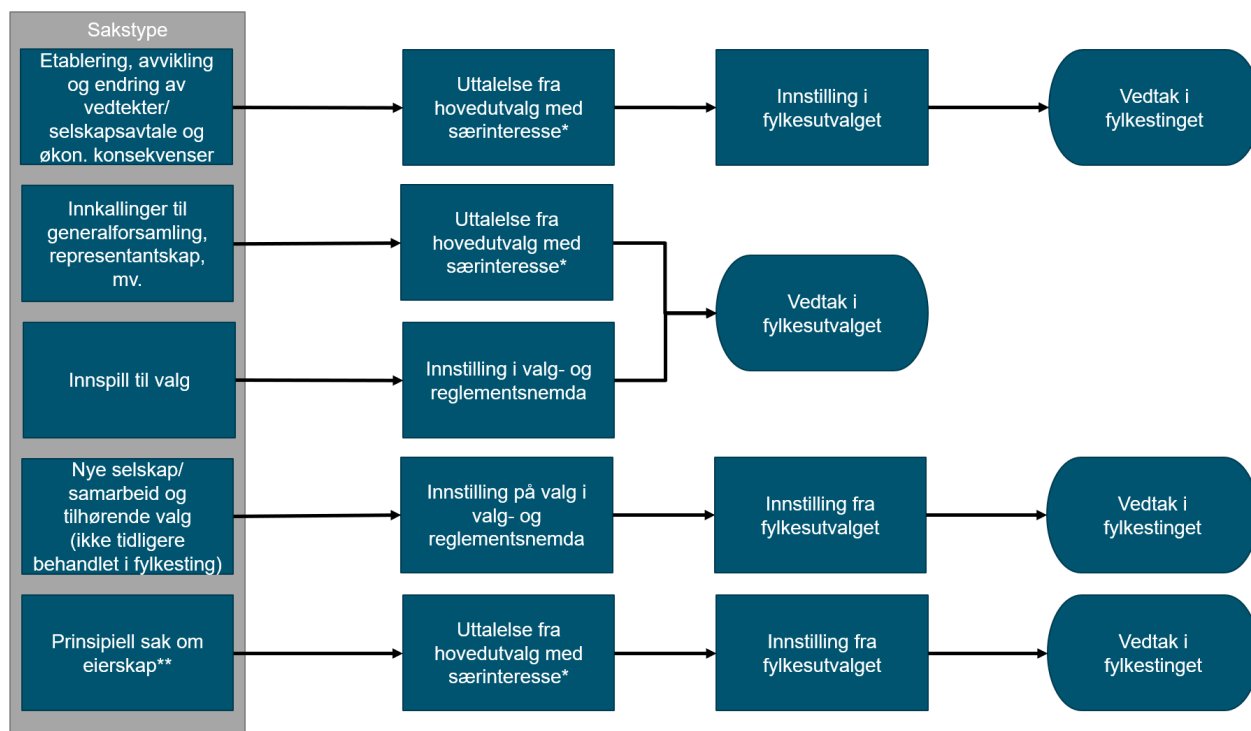 Sakstype
Etablering, avvikling
og endring av
vedtekter/
selskapsavtale og
økon. konsekvenser
Uttalelse fra
hovedutvalg med
særinteresse*
Innstilling i
fylkesutvalget
Vedtak i
fylkestinget
Innkallinger til
generalforsamling,
representantskap,
mv.
Uttalelse fra
hovedutvalg med
særinteresse*
Vedtak i
fylkesutvalget
Innspill til valg
Innstilling i valg- og
reglementsnemda
Nye selskap/
samarbeid og
tilhørende valg
(ikke tidligere
behandlet i fylkesting)
Innstilling på valg i
valg- og
reglementsnemda
Innstilling fra
fylkesutvalget
Vedtak i
fylkestinget
Prinsipiell sak om
eierskap**
Uttalelse fra
hovedutvalg med
særinteresse*
Innstilling fra
fylkesutvalget
Vedtak i
fylkestinget